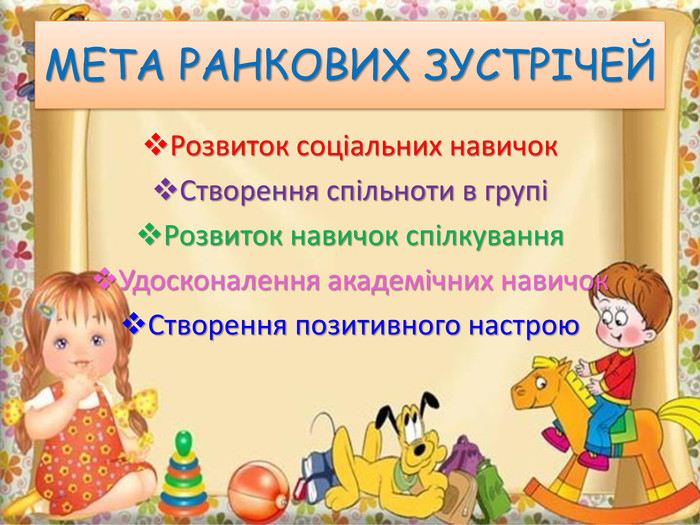 МЕТА РАНКОВИХ ЗУСТРІЧЕЙ
❖Розвиток соціальних навичок
❖Створення спільноти в групі
❖Розвиток навичок спілкування
❖Удосконалення академічних навичок
❖Створення позитивного настрою